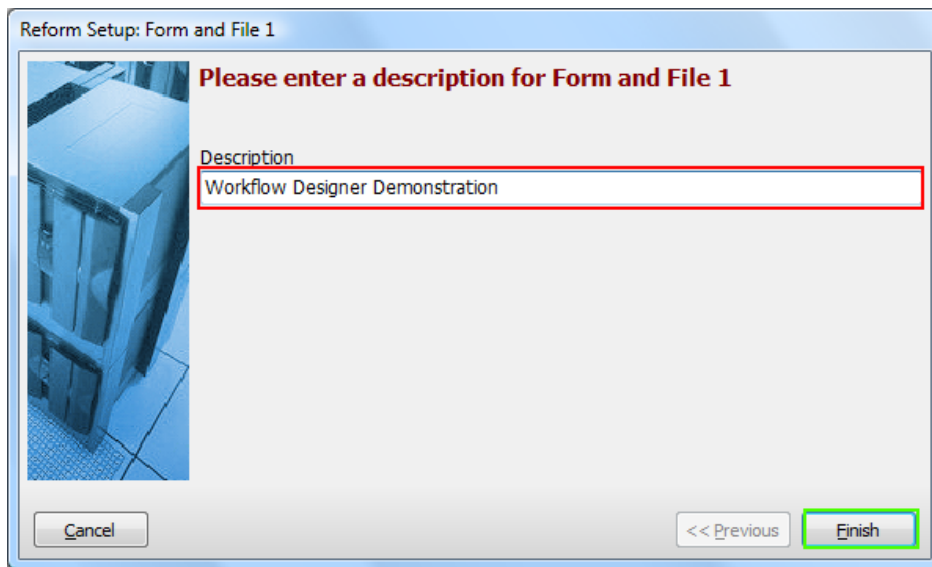 Reform Setup: Form and File 1
Please enter a description for Form and File 1
Description
Workflow Designer Demonstration
Cancel
<< Previous
Finish